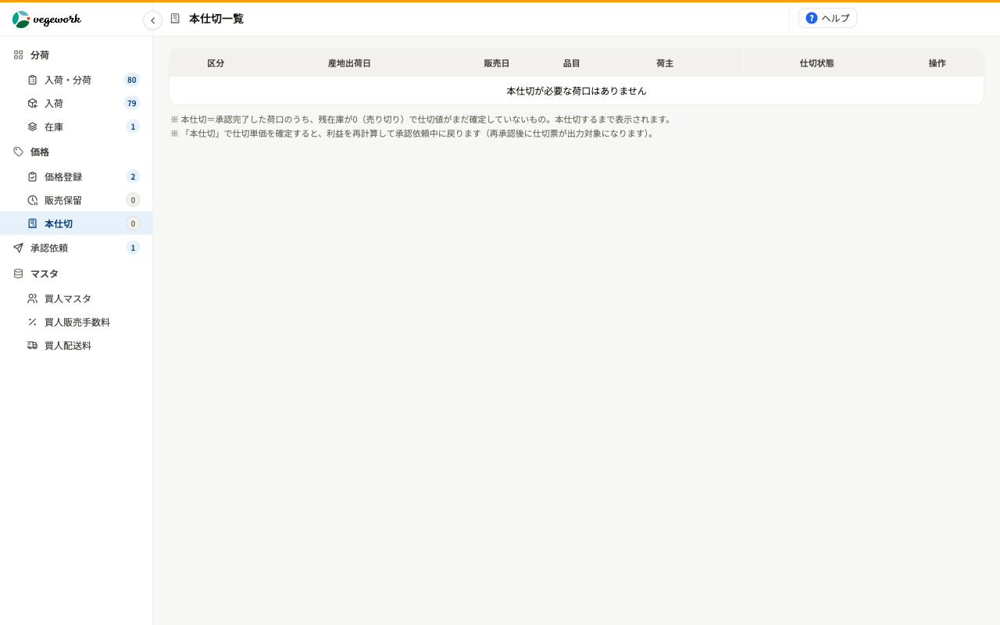 vegework
本仕切一覧
? ヘルプ
分荷
入荷・分荷 80
入荷 79
在庫 1
価格
価格登録 2
販売保留 0
本仕切 0
承認依頼 1
マスタ
買人マスタ
買人販売手数料
買人配送料
区分 産地出荷日 販売日 品目 荷主 仕切状態 操作
本仕切が必要な荷口はありません
※ 本仕切＝承認完了した荷口のうち、残在庫が0（売り切り）で仕切値がまだ確定していないもの。本仕切するまで表示されます。
※ 「本仕切」で仕切単価を確定すると、利益を再計算して承認依頼中に戻ります（再承認後に仕切票が出力対象になります）。